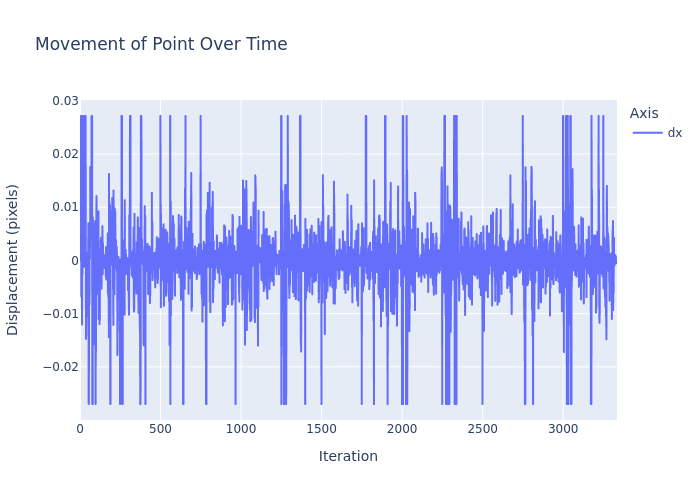 Movement of Point Over Time
Axis
dx
Displacement (pixels)
0.03
0.02
0.01
0
−0.01
−0.02
0 500 1000 1500 2000 2500 3000
Iteration